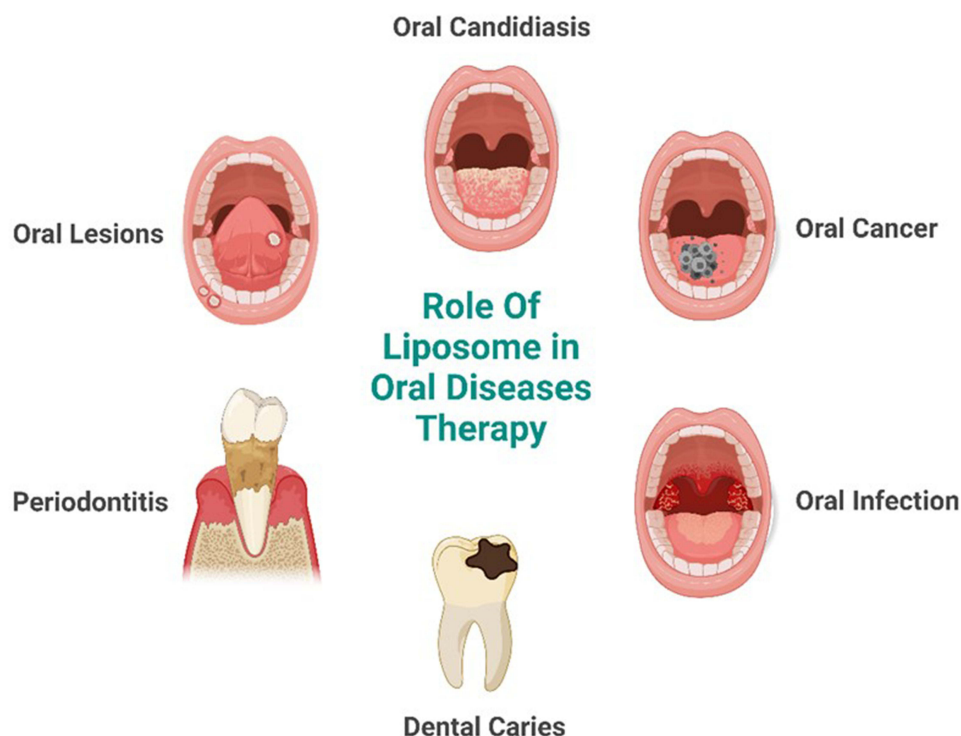 Oral Candidiasis
Oral Lesions
Oral Cancer
Role Of
Liposome in
Oral Diseases
Therapy
Periodontitis
Oral Infection
Dental Caries